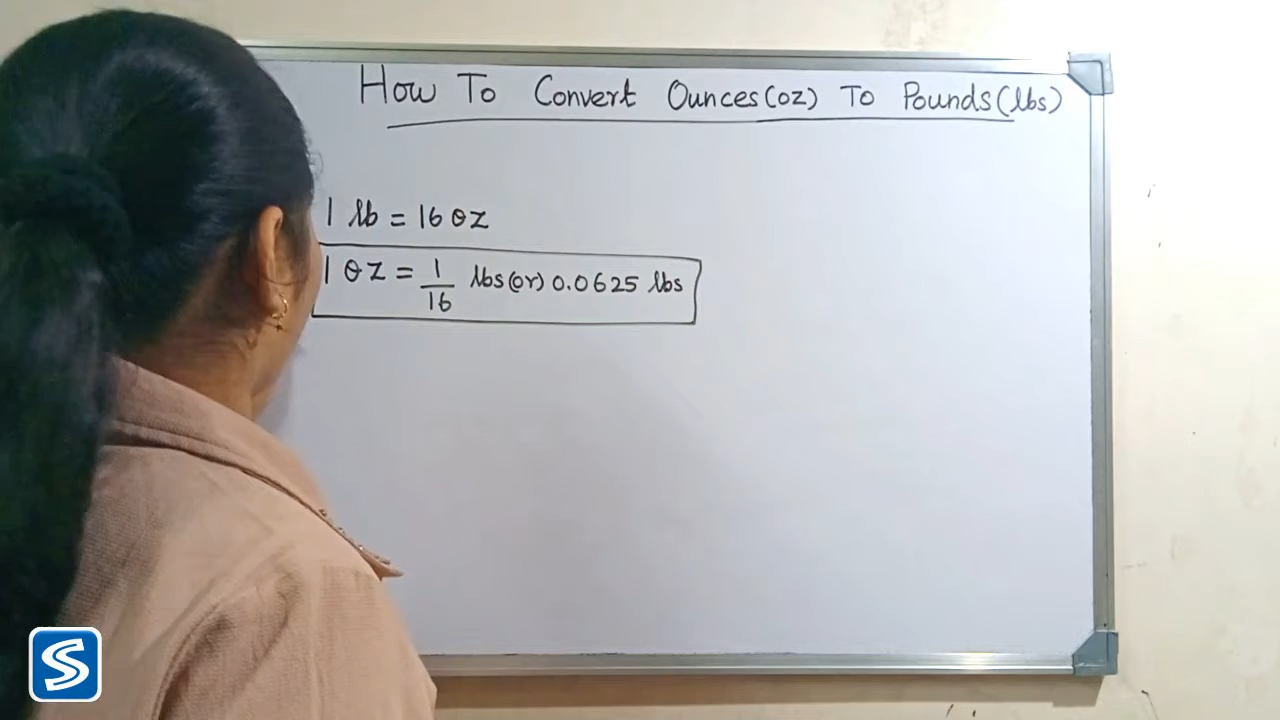 How To Convert Ounces(oz) To Pounds(lbs)
1 lb = 16 oz
1 oz = 1/16 lbs(or) 0.0625 lbs
S